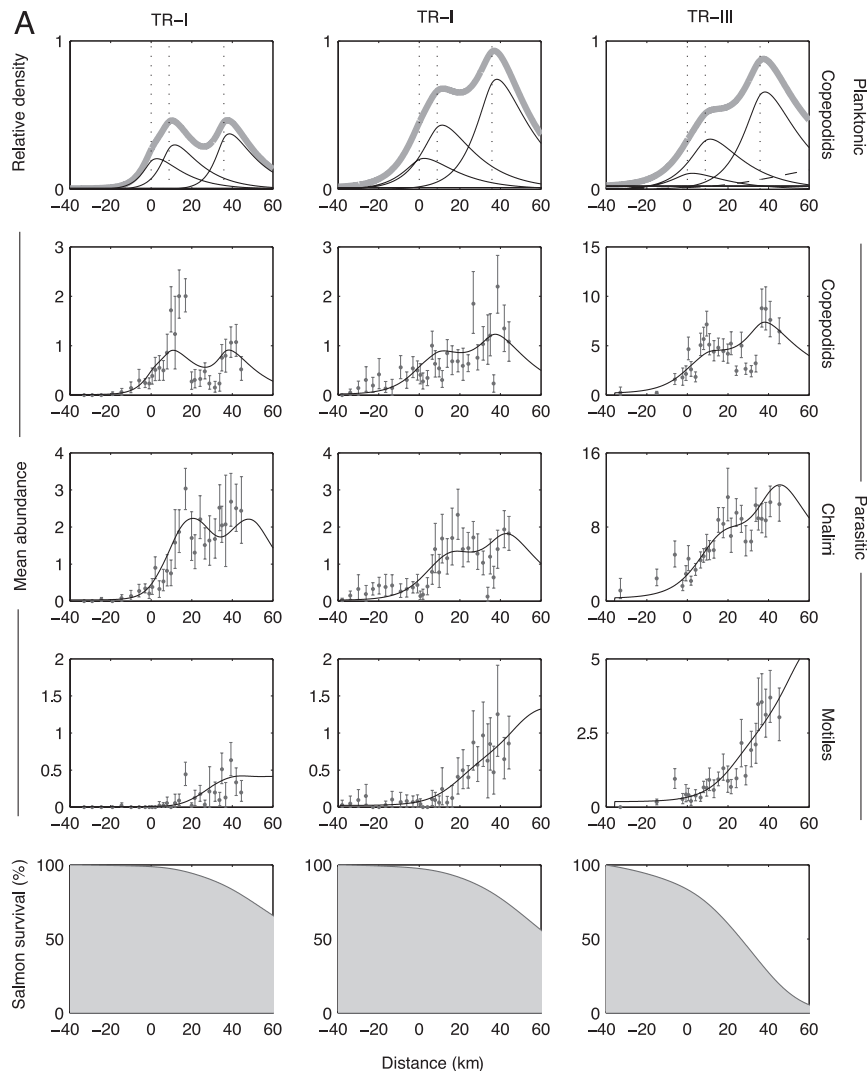 A
TR−I TR−I TR−III
Relative density
1 1 1
0 0 0
−40 −20 0 20 40 60 −40 −20 0 20 40 60 −40 −20 0 20 40 60
Copepodids
Planktonic
Mean abundance
3 3 15
2 2 10
1 1 5
0 0 0
−40 −20 0 20 40 60 −40 −20 0 20 40 60 −40 −20 0 20 40 60
Copepodids
4 4 16
3 3
2 2 8
1 1
0 0 0
−40 −20 0 20 40 60 −40 −20 0 20 40 60 −40 −20 0 20 40 60
Chalimi
Parasitic
2 2 5
1.5 1.5
1 1 2.5
0.5 0.5
0 0 0
−40 −20 0 20 40 60 −40 −20 0 20 40 60 −40 −20 0 20 40 60
Motiles
Salmon survival (%)
100 100 100
50 50 50
0 0 0
−40 −20 0 20 40 60 −40 −20 0 20 40 60 −40 −20 0 20 40 60
Distance (km)